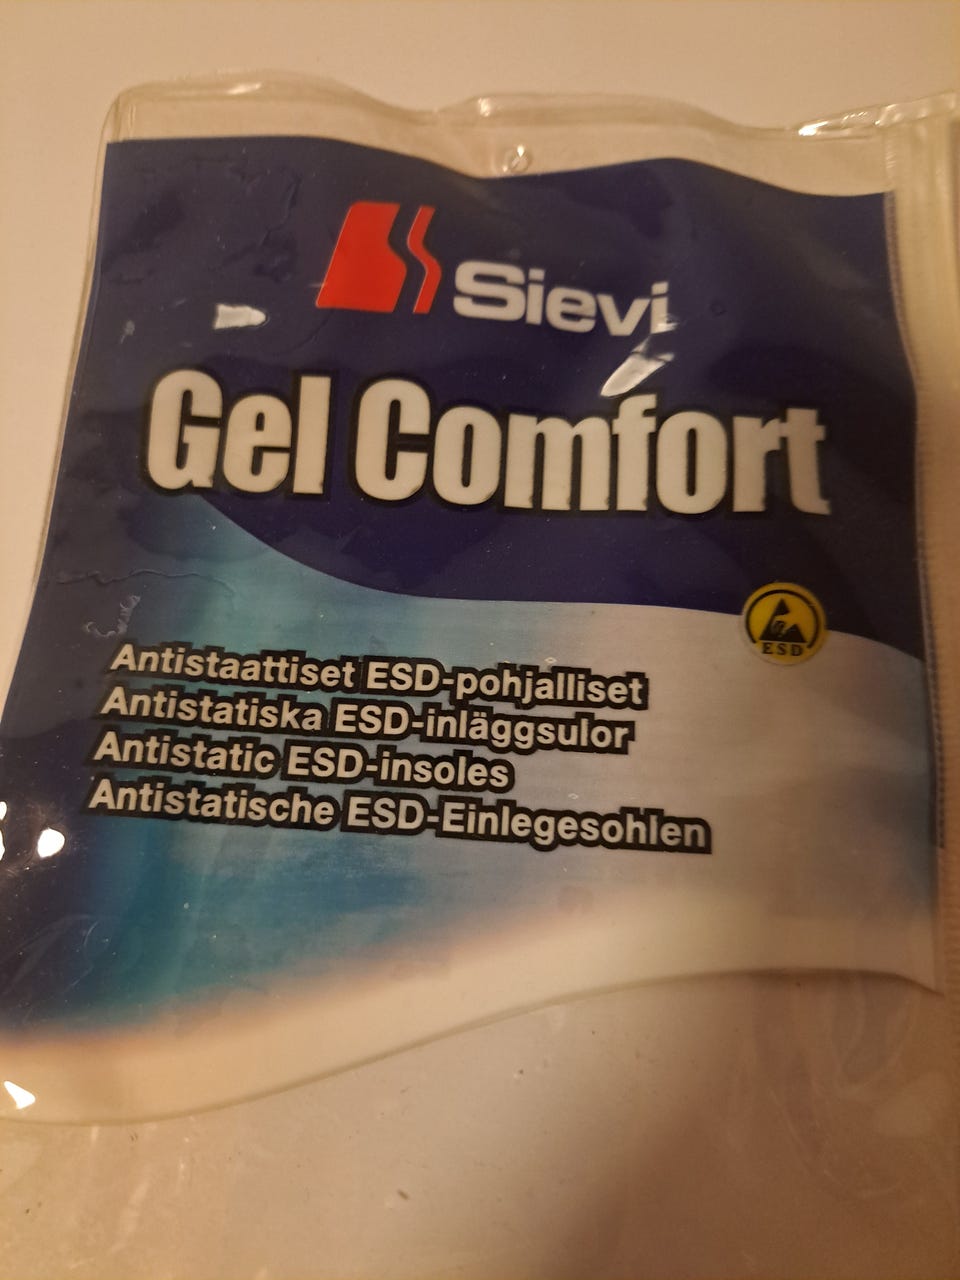 Sievi
Gel Comfort
ESD
Antistaattiset ESD-pohjalliset
Antistatiska ESD-inläggsulor
Antistatic ESD-insoles
Antistatische ESD-Einlegesohlen